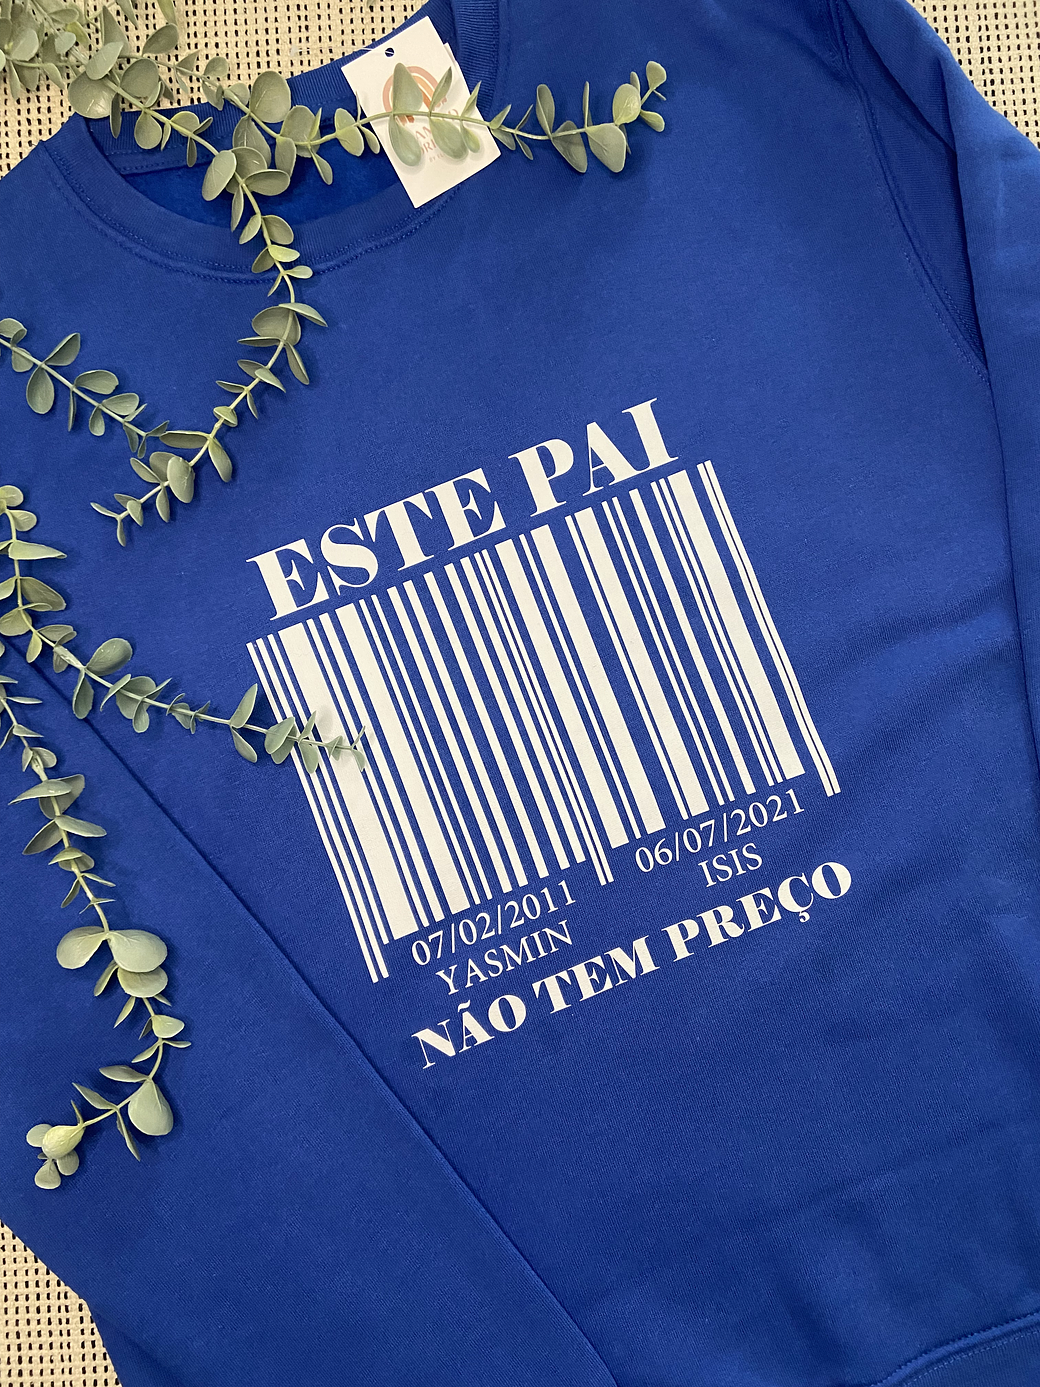 ESTE PAI
07/02/2011
YASMIN
06/07/2021
ISIS
NÃO TEM PREÇO